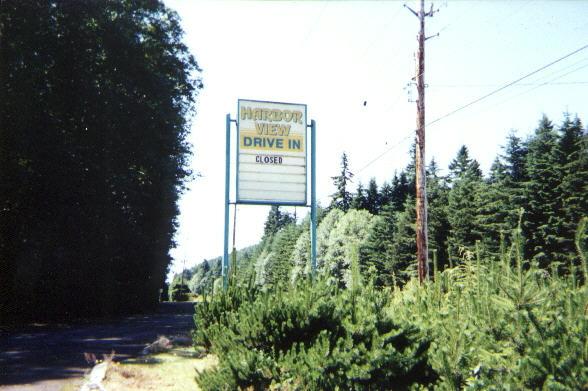 HARBOR
VIEW
DRIVE IN
CLOSED